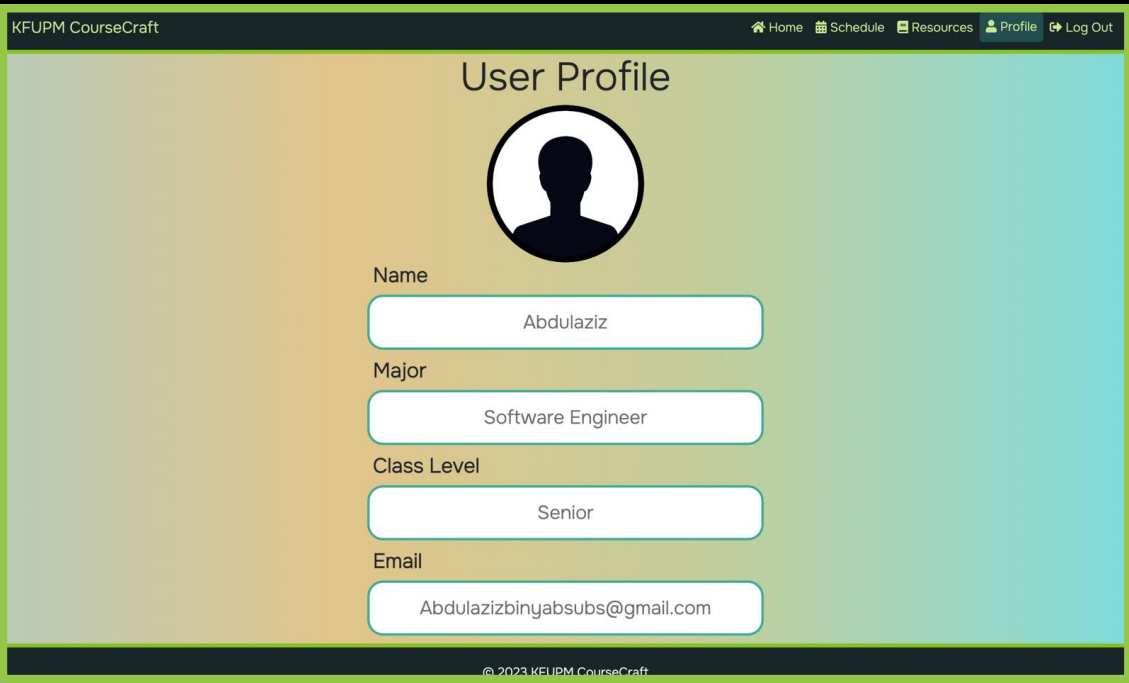 KFUPM CourseCraft
Home Schedule Resources Profile Log Out
User Profile
Name
Abdulaziz
Major
Software Engineer
Class Level
Senior
Email
Abdulazizbinyabsubs@gmail.com
© 2023 KFUPM CourseCraft